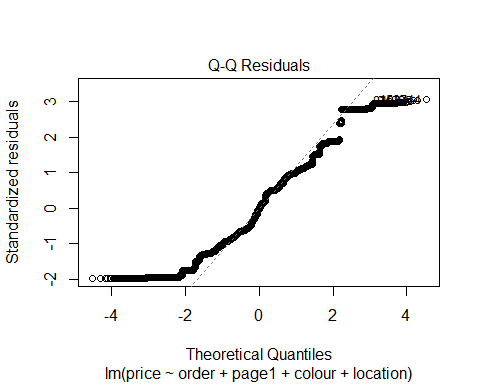 Q-Q Residuals
Standardized residuals
3
2
1
0
-1
-2
-4
-2
0
2
4
Theoretical Quantiles
lm(price ~ order + page1 + colour + location)